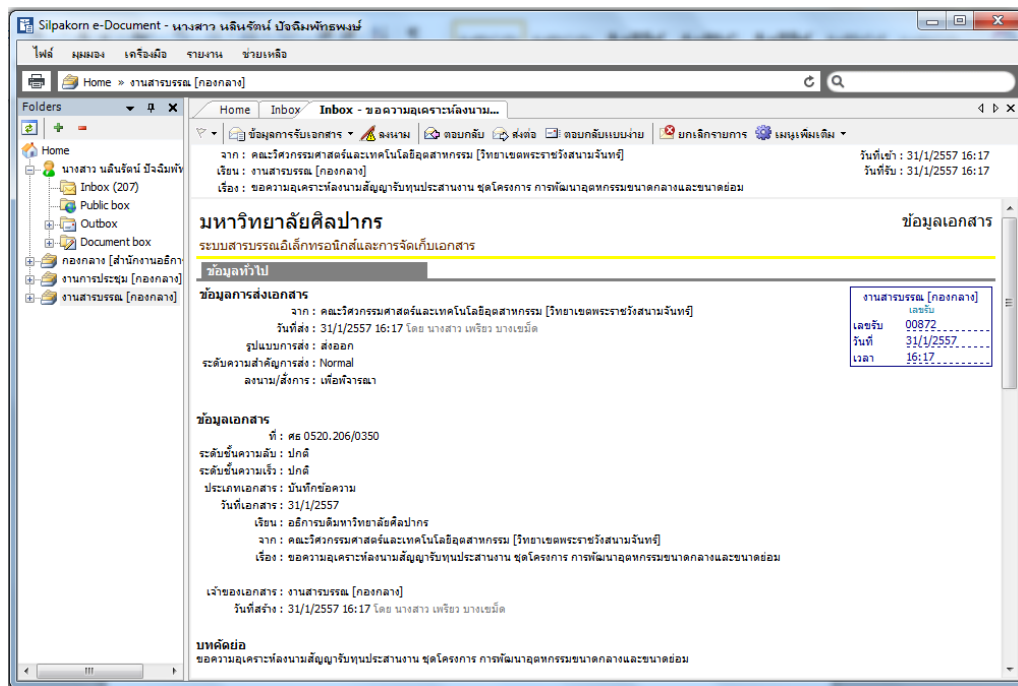 Silpakorn e-Document - นางสาว นลินรัตน์ ปัจฉิมพัทธพงษ์
ไฟล์ มุมมอง เครื่องมือ รายงาน ช่วยเหลือ
Home » งานสารบรรณ [กองกลาง]
Folders
Home
นางสาว นลินรัตน์ ปัจฉิมพัท
Inbox (207)
Public box
Outbox
Document box
กองกลาง [สำนักงานอธิกา
งานการประชุม [กองกลาง]
งานสารบรรณ [กองกลาง]
Home Inbox Inbox - ขอความอุเคราะห์ลงนาม...
ข้อมูลการรับเอกสาร ลงนาม ตอบกลับ ส่งต่อ ตอบกลับแบบง่าย ยกเลิกรายการ เมนูเพิ่มเติม
จาก : คณะวิศวกรรมศาสตร์และเทคโนโลยีอุตสาหกรรม [วิทยาเขตพระราชวังสนามจันทร์] วันที่เข้า : 31/1/2557 16:17
เรียน : งานสารบรรณ [กองกลาง] วันที่รับ : 31/1/2557 16:17
เรื่อง : ขอความอุเคราะห์ลงนามสัญญารับทุนประสานงาน ชุดโครงการ การพัฒนาอุตหกรรมขนาดกลางและขนาดย่อม
มหาวิทยาลัยศิลปากร ข้อมูลเอกสาร
ระบบสารบรรณอิเล็กทรอนิกส์และการจัดเก็บเอกสาร
ข้อมูลทั่วไป
ข้อมูลการส่งเอกสาร
จาก : คณะวิศวกรรมศาสตร์และเทคโนโลยีอุตสาหกรรม [วิทยาเขตพระราชวังสนามจันทร์]
วันที่ส่ง : 31/1/2557 16:17 โดย นางสาว เพรียว บางเขม็ด
รูปแบบการส่ง : ส่งออก
ระดับความสำคัญการส่ง : Normal
ลงนาม/สั่งการ : เพื่อพิจารณา
งานสารบรรณ [กองกลาง]
เลขรับ
เลขรับ 00872
วันที่ 31/1/2557
เวลา 16:17
ข้อมูลเอกสาร
ที่ : ศธ 0520.206/0350
ระดับชั้นความลับ : ปกติ
ระดับชั้นความเร็ว : ปกติ
ประเภทเอกสาร : บันทึกข้อความ
วันที่เอกสาร : 31/1/2557
เรียน : อธิการบดีมหาวิทยาลัยศิลปากร
จาก : คณะวิศวกรรมศาสตร์และเทคโนโลยีอุตสาหกรรม [วิทยาเขตพระราชวังสนามจันทร์]
เรื่อง : ขอความอุเคราะห์ลงนามสัญญารับทุนประสานงาน ชุดโครงการ การพัฒนาอุตหกรรมขนาดกลางและขนาดย่อม
เจ้าของเอกสาร : งานสารบรรณ [กองกลาง]
วันที่สร้าง : 31/1/2557 16:17 โดย นางสาว เพรียว บางเขม็ด
บทคัดย่อ
ขอความอุเคราะห์ลงนามสัญญารับทุนประสานงาน ชุดโครงการ การพัฒนาอุตหกรรมขนาดกลางและขนาดย่อม